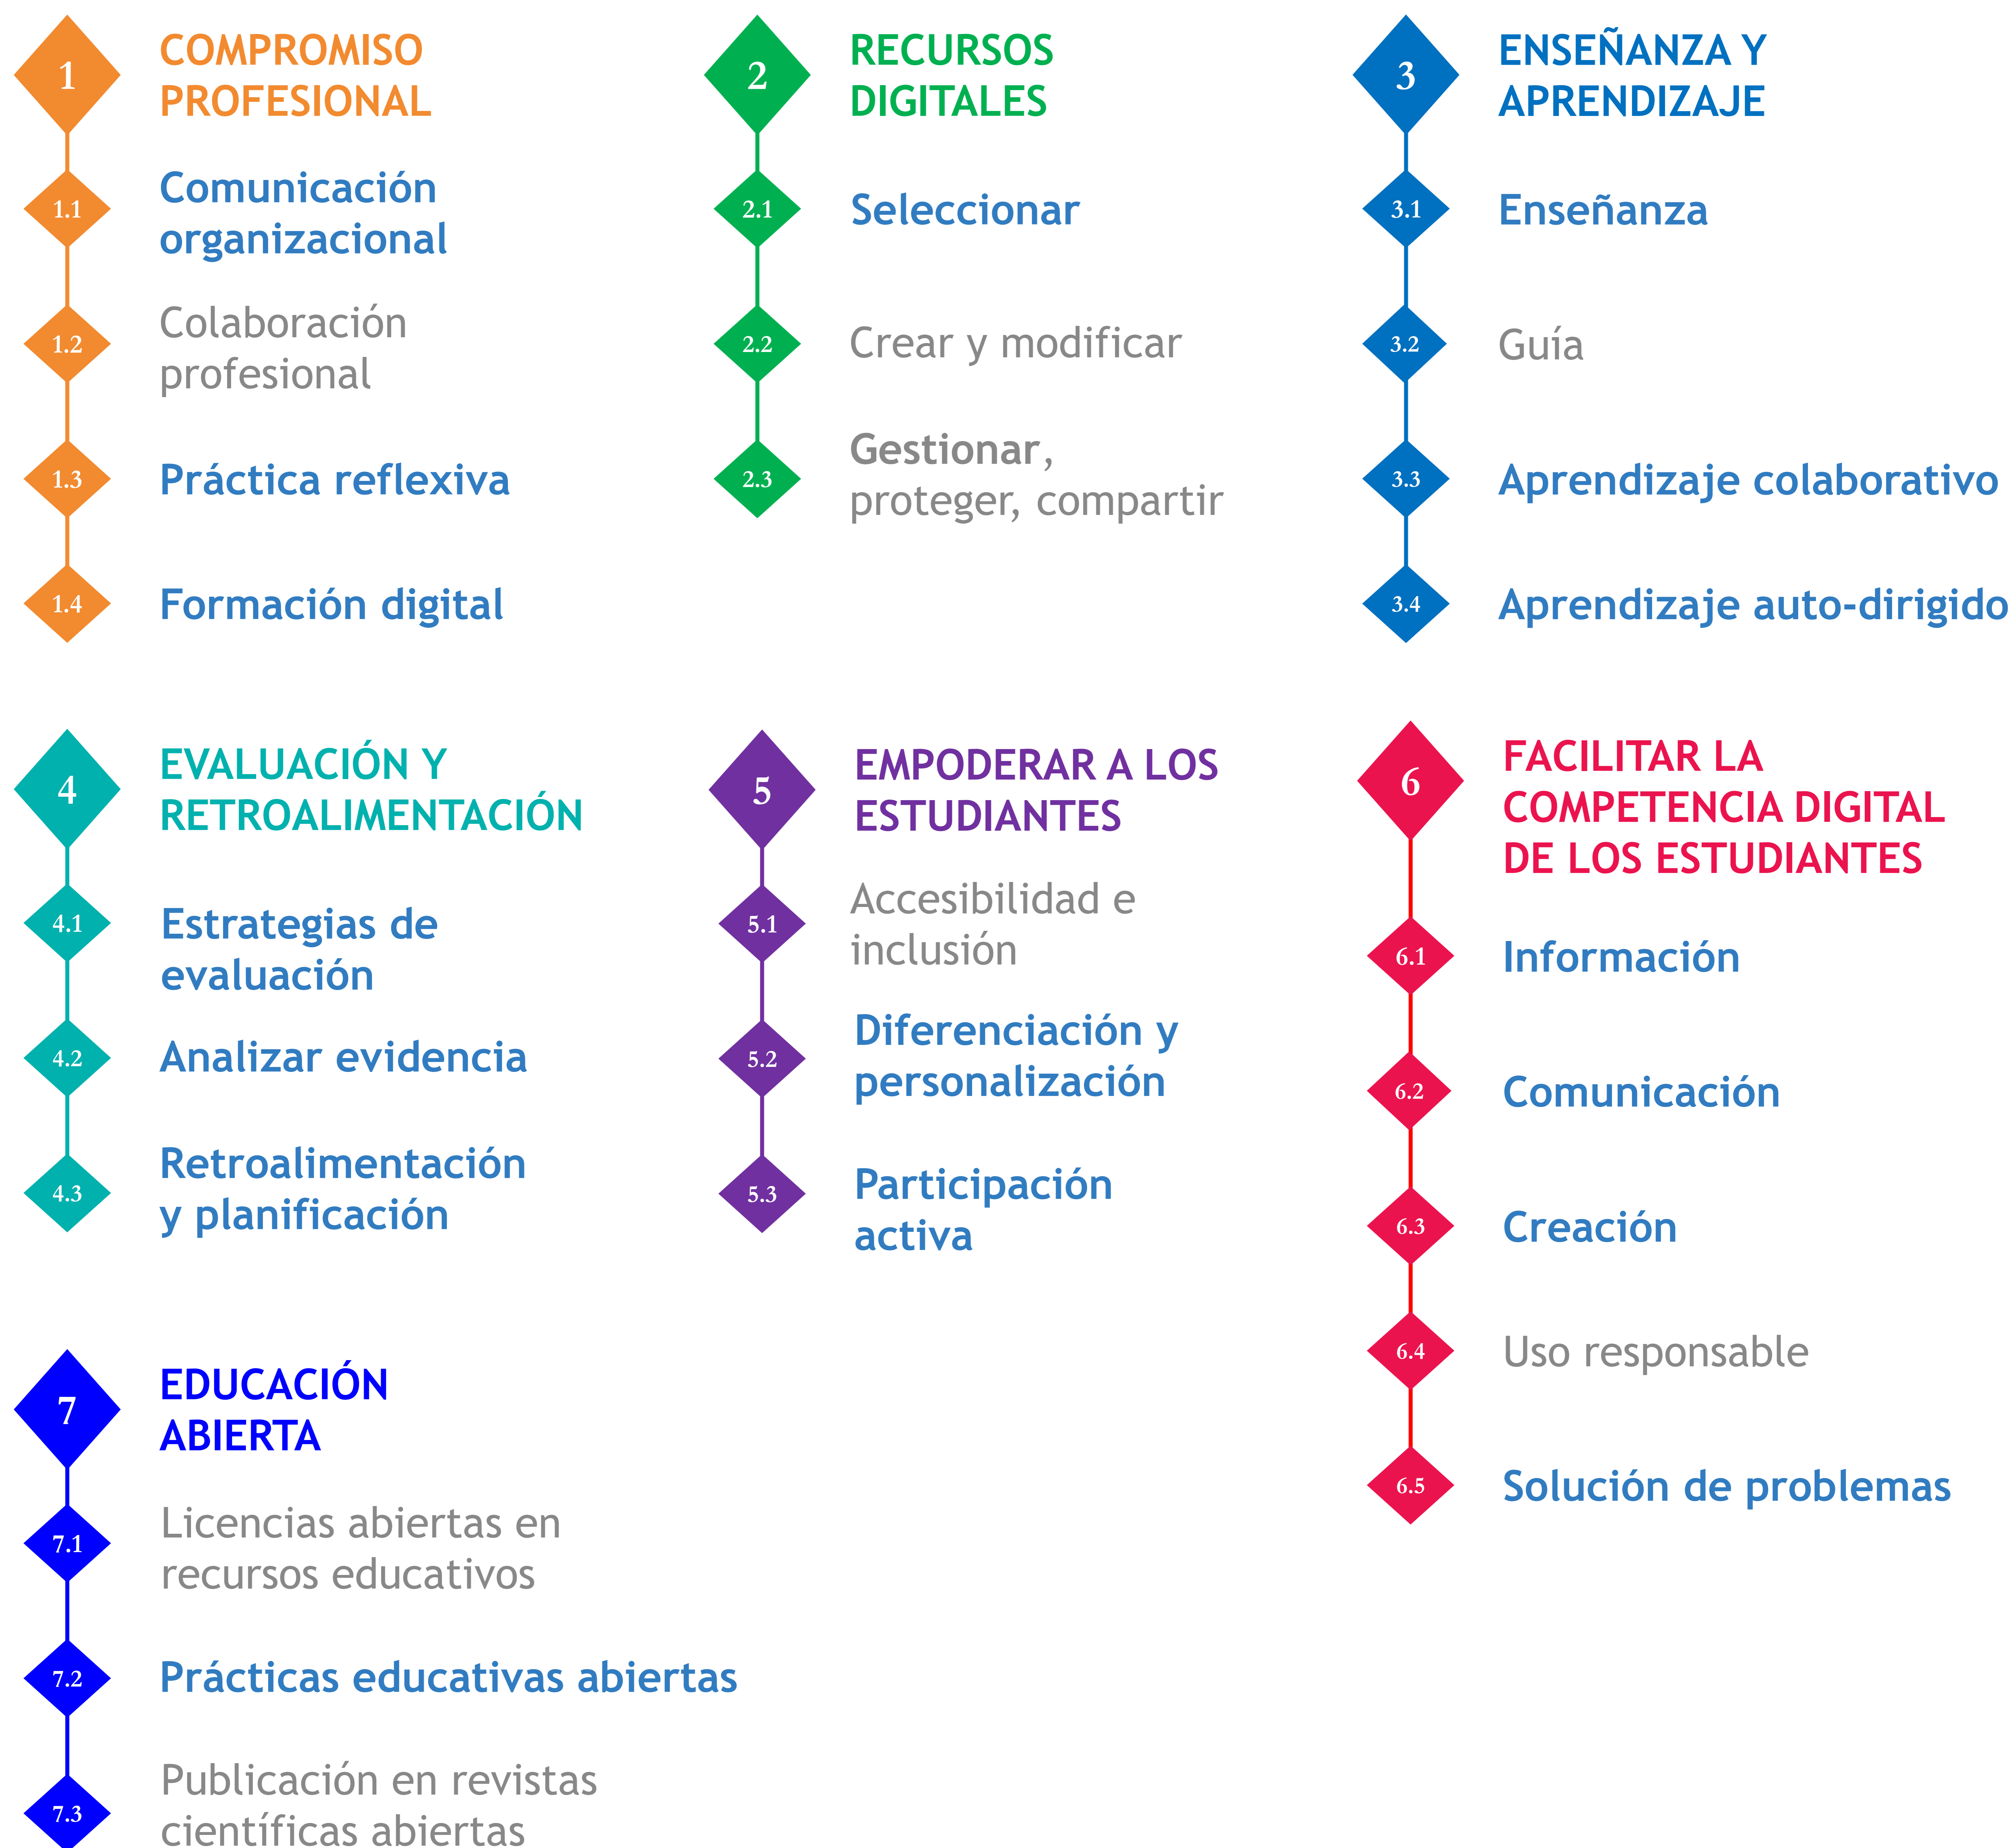 1
COMPROMISO
PROFESIONAL
1.1
Comunicación
organizacional
1.2
Colaboración
profesional
1.3
Práctica reflexiva
1.4
Formación digital
2
RECURSOS
DIGITALES
2.1
Seleccionar
2.2
Crear y modificar
2.3
Gestionar,
proteger, compartir
3
ENSEÑANZA Y
APRENDIZAJE
3.1
Enseñanza
3.2
Guía
3.3
Aprendizaje colaborativo
3.4
Aprendizaje auto-dirigido
4
EVALUACIÓN Y
RETROALIMENTACIÓN
4.1
Estrategias de
evaluación
4.2
Analizar evidencia
4.3
Retroalimentación
y planificación
5
EMPODERAR A LOS
ESTUDIANTES
5.1
Accesibilidad e
inclusión
5.2
Diferenciación y
personalización
5.3
Participación
activa
6
FACILITAR LA
COMPETENCIA DIGITAL
DE LOS ESTUDIANTES
6.1
Información
6.2
Comunicación
6.3
Creación
6.4
Uso responsable
6.5
Solución de problemas
7
EDUCACIÓN
ABIERTA
7.1
Licencias abiertas en
recursos educativos
7.2
Prácticas educativas abiertas
7.3
Publicación en revistas
científicas abiertas